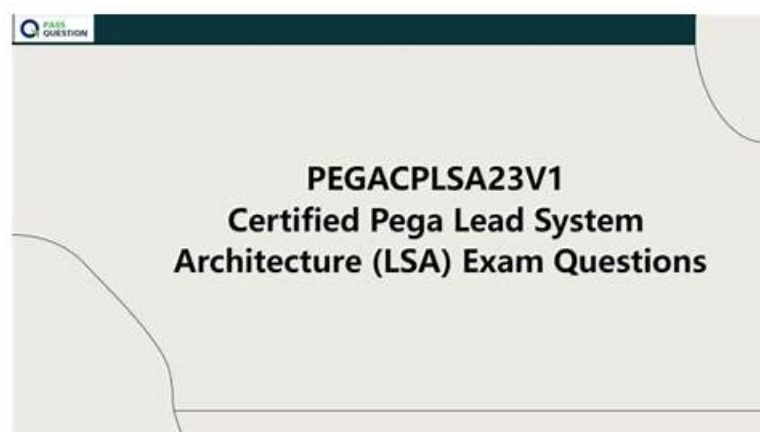 PASS
QUESTION
PEGACPLSA23V1
Certified Pega Lead System
Architecture (LSA) Exam Questions